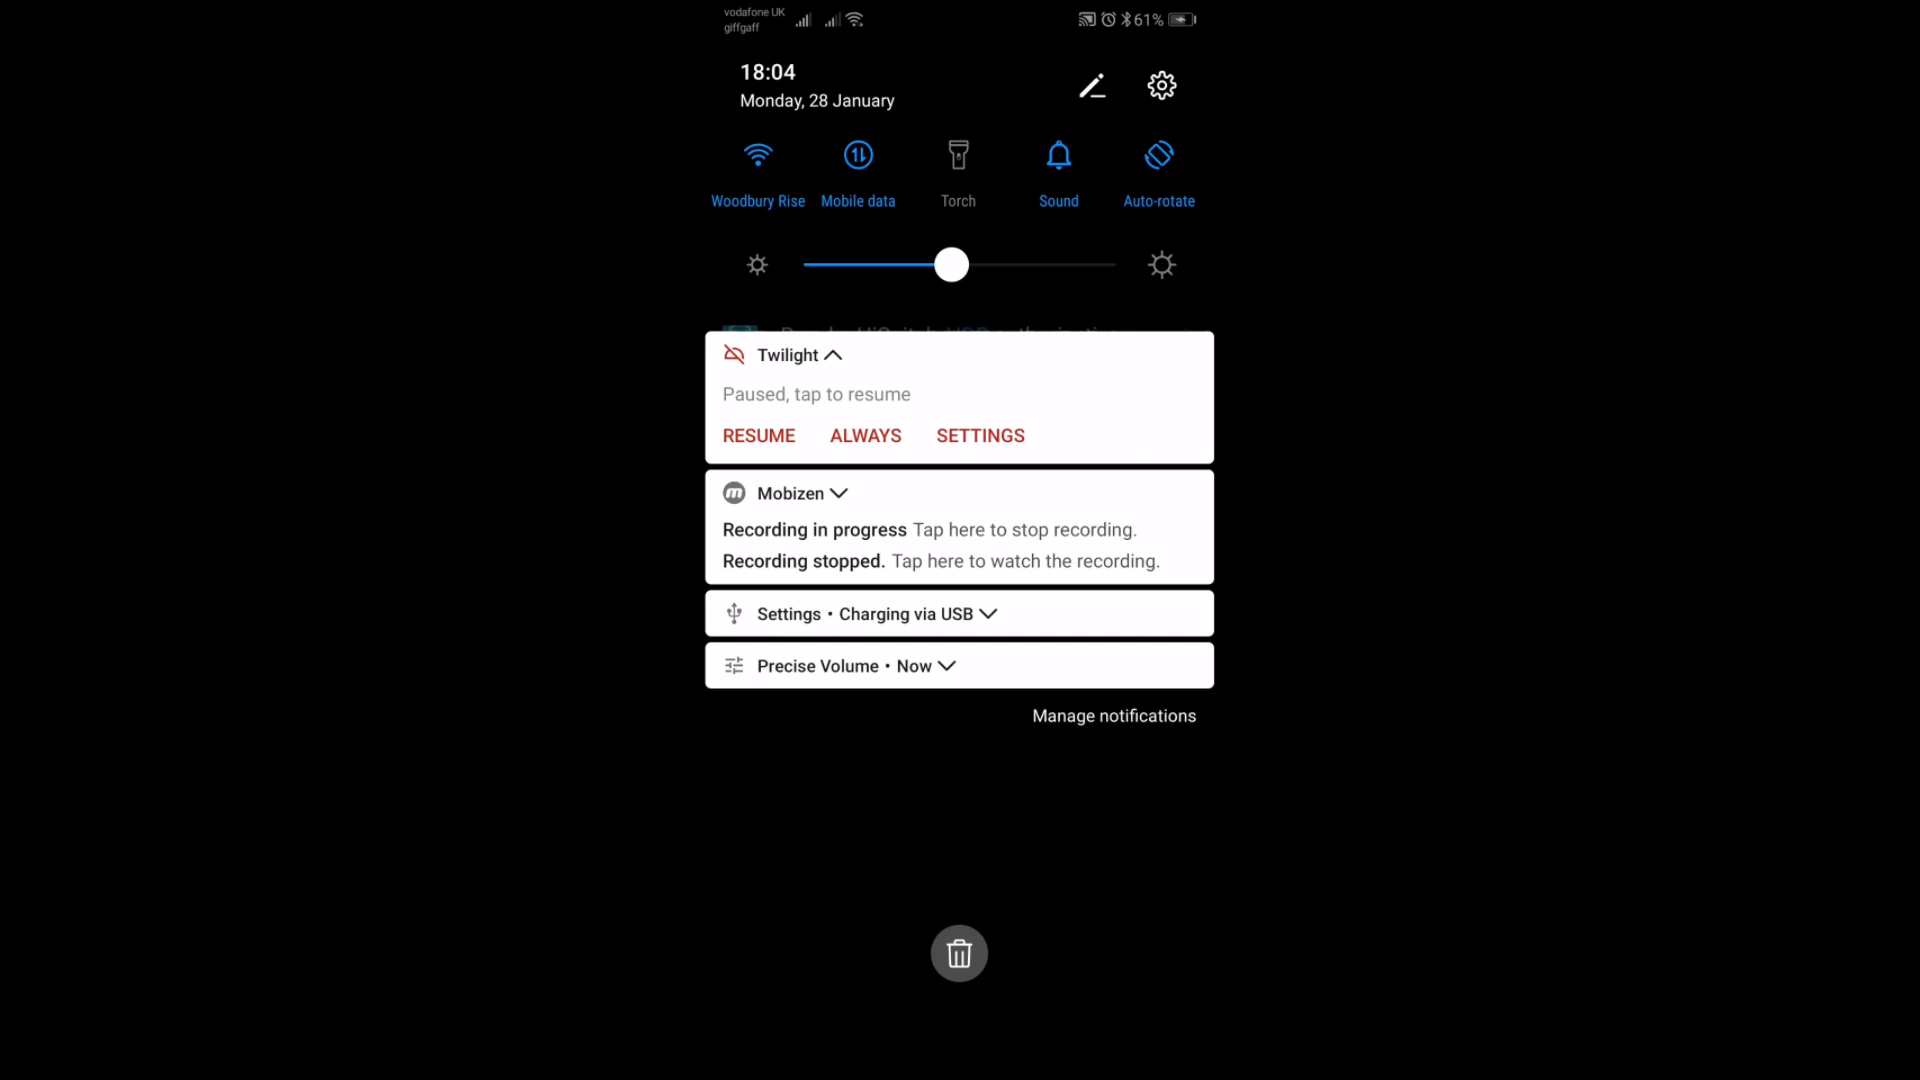 vodafone UK
giffgaff
61%
18:04
Monday, 28 January
Woodbury Rise Mobile data Torch Sound Auto-rotate
Twilight
Paused, tap to resume
RESUME ALWAYS SETTINGS
m Mobizen
Recording in progress Tap here to stop recording.
Recording stopped. Tap here to watch the recording.
Settings • Charging via USB
Precise Volume • Now
Manage notifications